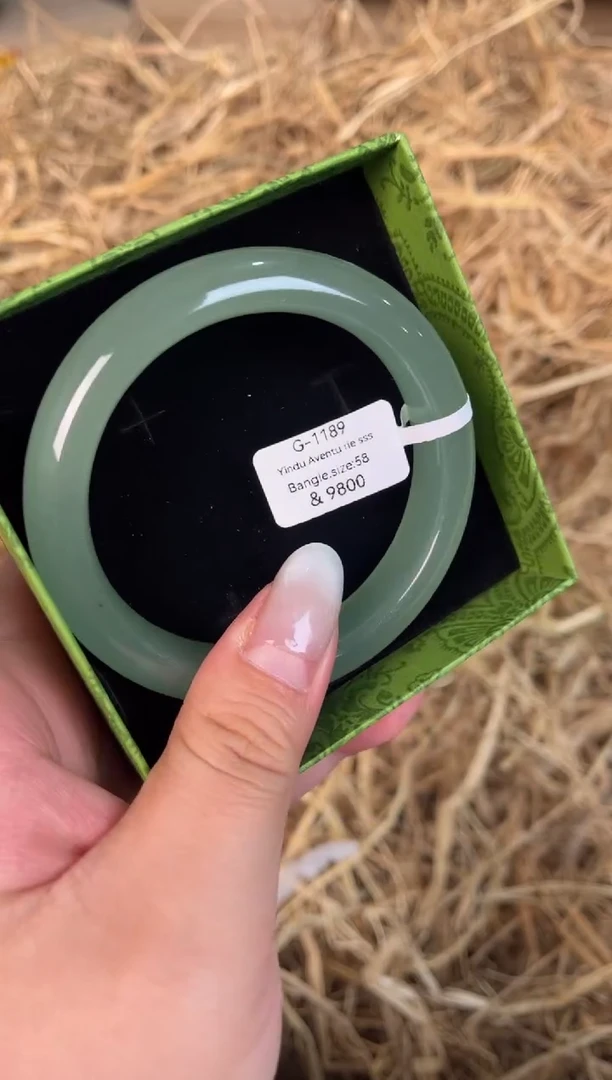 G-1189
Yindu Aventu rie sss
Bangle.size:58
& 9800